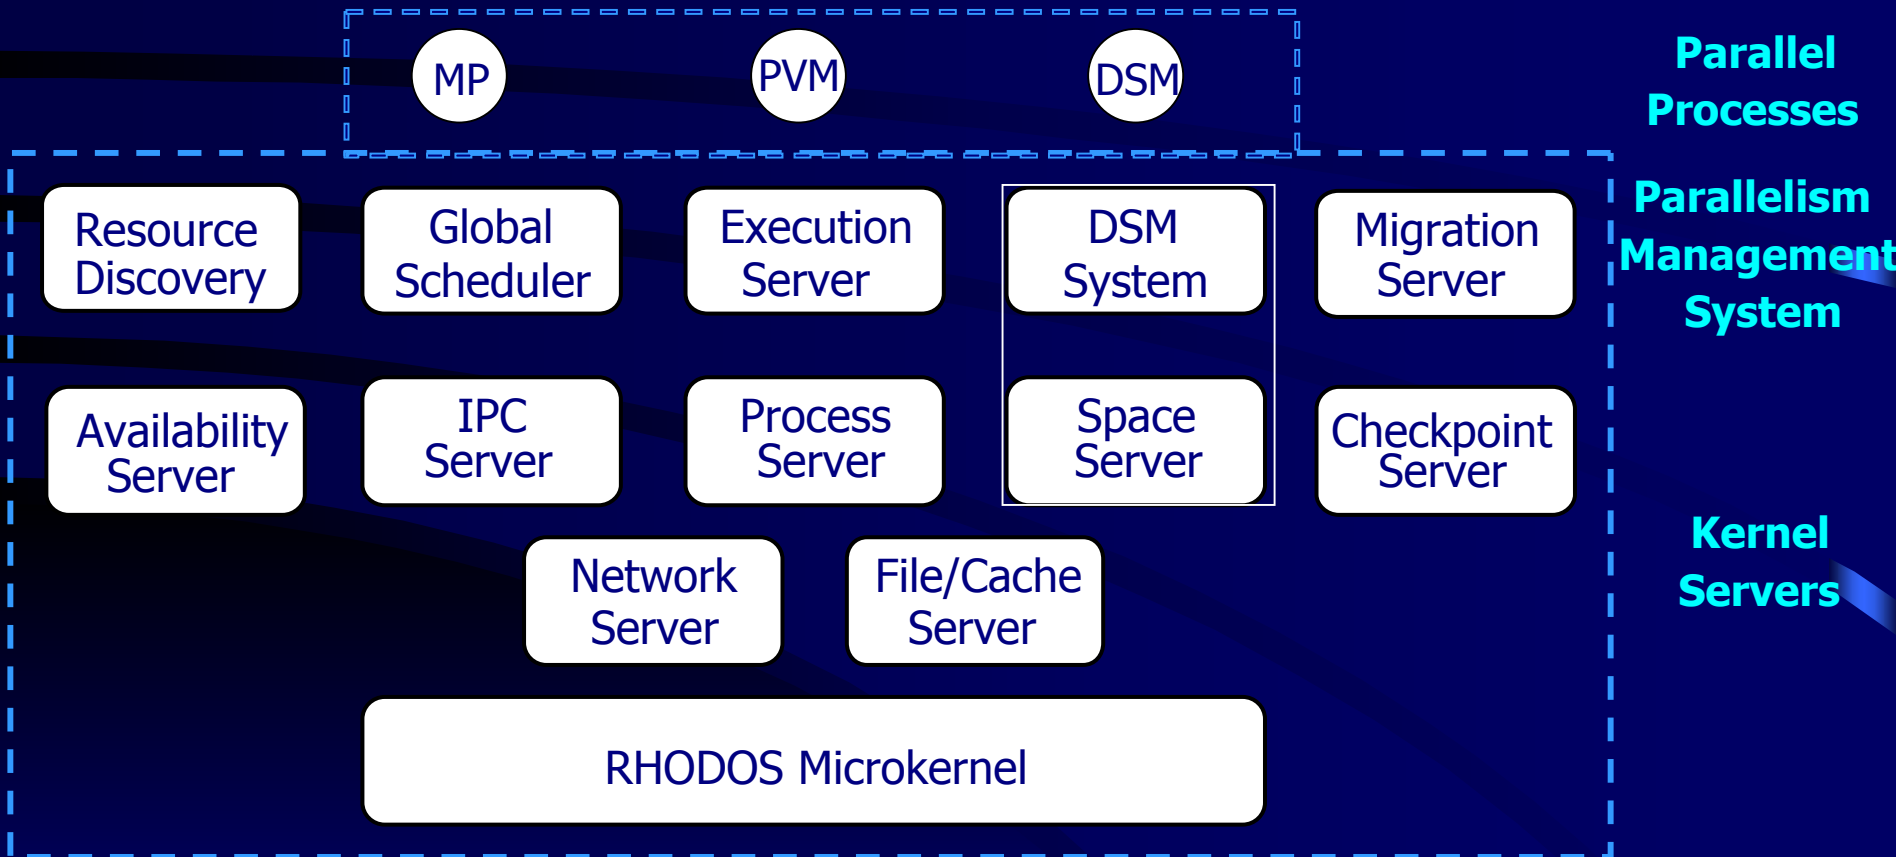 MP
PVM
DSM
Parallel
Processes
Resource
Discovery
Global
Scheduler
Execution
Server
DSM
System
Migration
Server
Parallelism
Management
System
Availability
Server
IPC
Server
Process
Server
Space
Server
Checkpoint
Server
Network
Server
File/Cache
Server
Kernel
Servers
RHODOS Microkernel